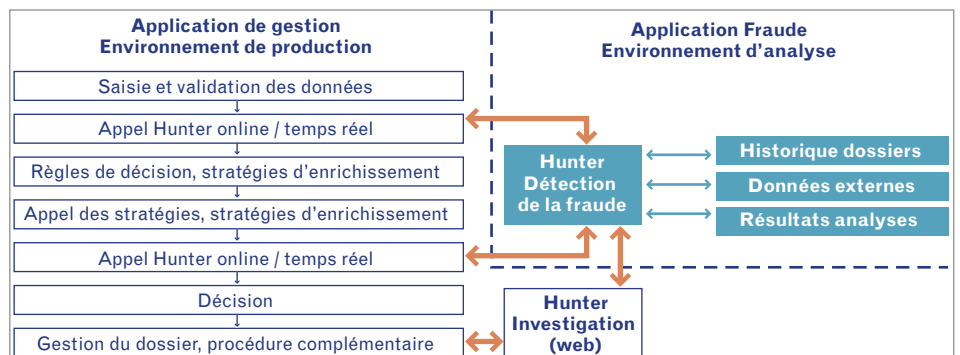 Application de gestion
Environnement de production
Saisie et validation des données
Appel Hunter online / temps réel
Règles de décision, stratégies d'enrichissement
Appel des stratégies, stratégies d'enrichissement
Appel Hunter online / temps réel
Décision
Gestion du dossier, procédure complémentaire
Application Fraude
Environnement d'analyse
Hunter
Détection
de la fraude
Historique dossiers
Données externes
Résultats analyses
Hunter
Investigation
(web)